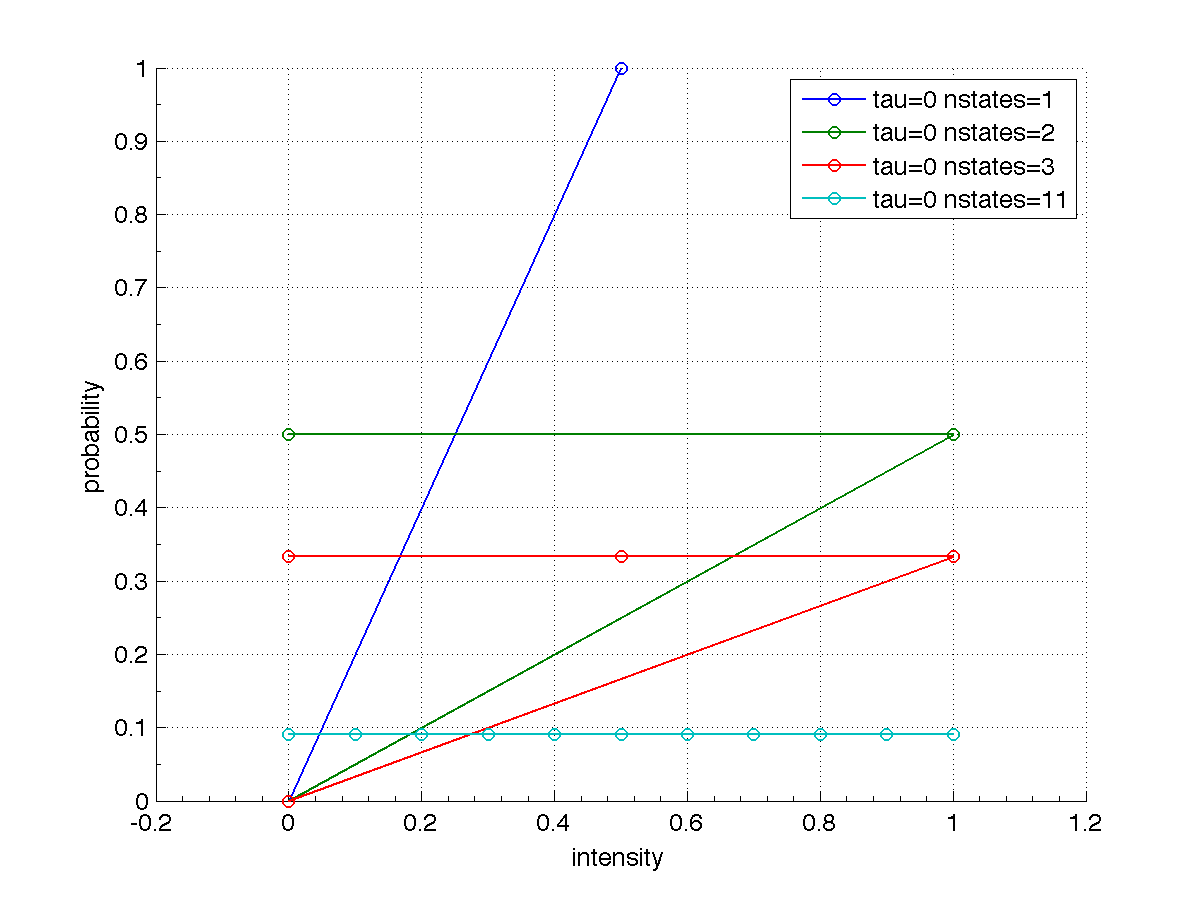 1
0.9
0.8
0.7
0.6
0.5
0.4
0.3
0.2
0.1
0
probability
tau=0 nstates=1
tau=0 nstates=2
tau=0 nstates=3
tau=0 nstates=11
-0.2 0 0.2 0.4 0.6 0.8 1 1.2
intensity